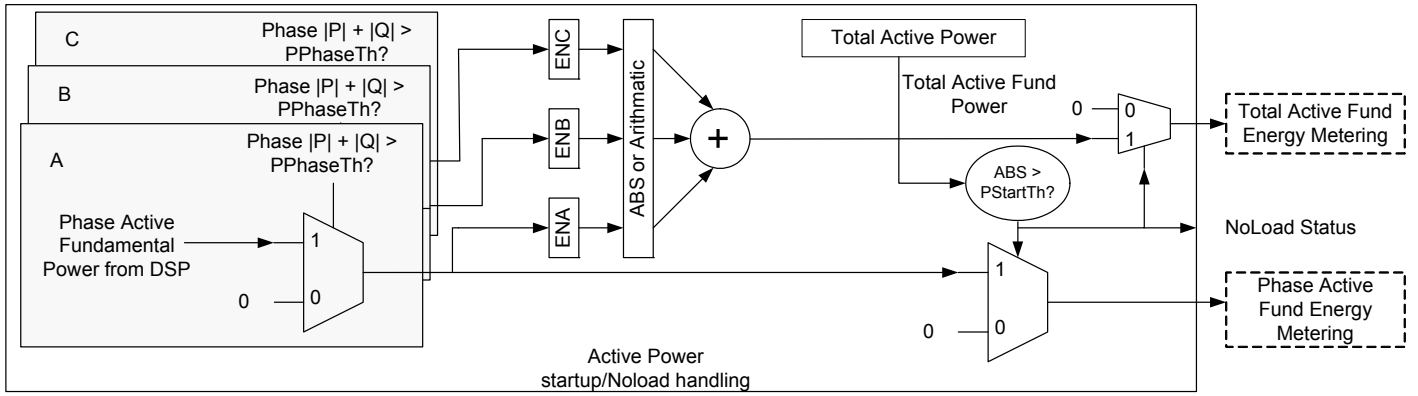 C
Phase |P| + |Q| >
PPhaseTh?
B
Phase |P| + |Q| >
PPhaseTh?
A
Phase |P| + |Q| >
PPhaseTh?
Phase Active
Fundamental
Power from DSP
1
0
0
ENC
ENB
ENA
ABS or Arithmatic
+
Total Active Power
Total Active Fund
Power
0
0
1
ABS >
PStartTh?
1
0
0
Total Active Fund
Energy Metering
NoLoad Status
Phase Active
Fund Energy
Metering
Active Power
startup/Noload handling